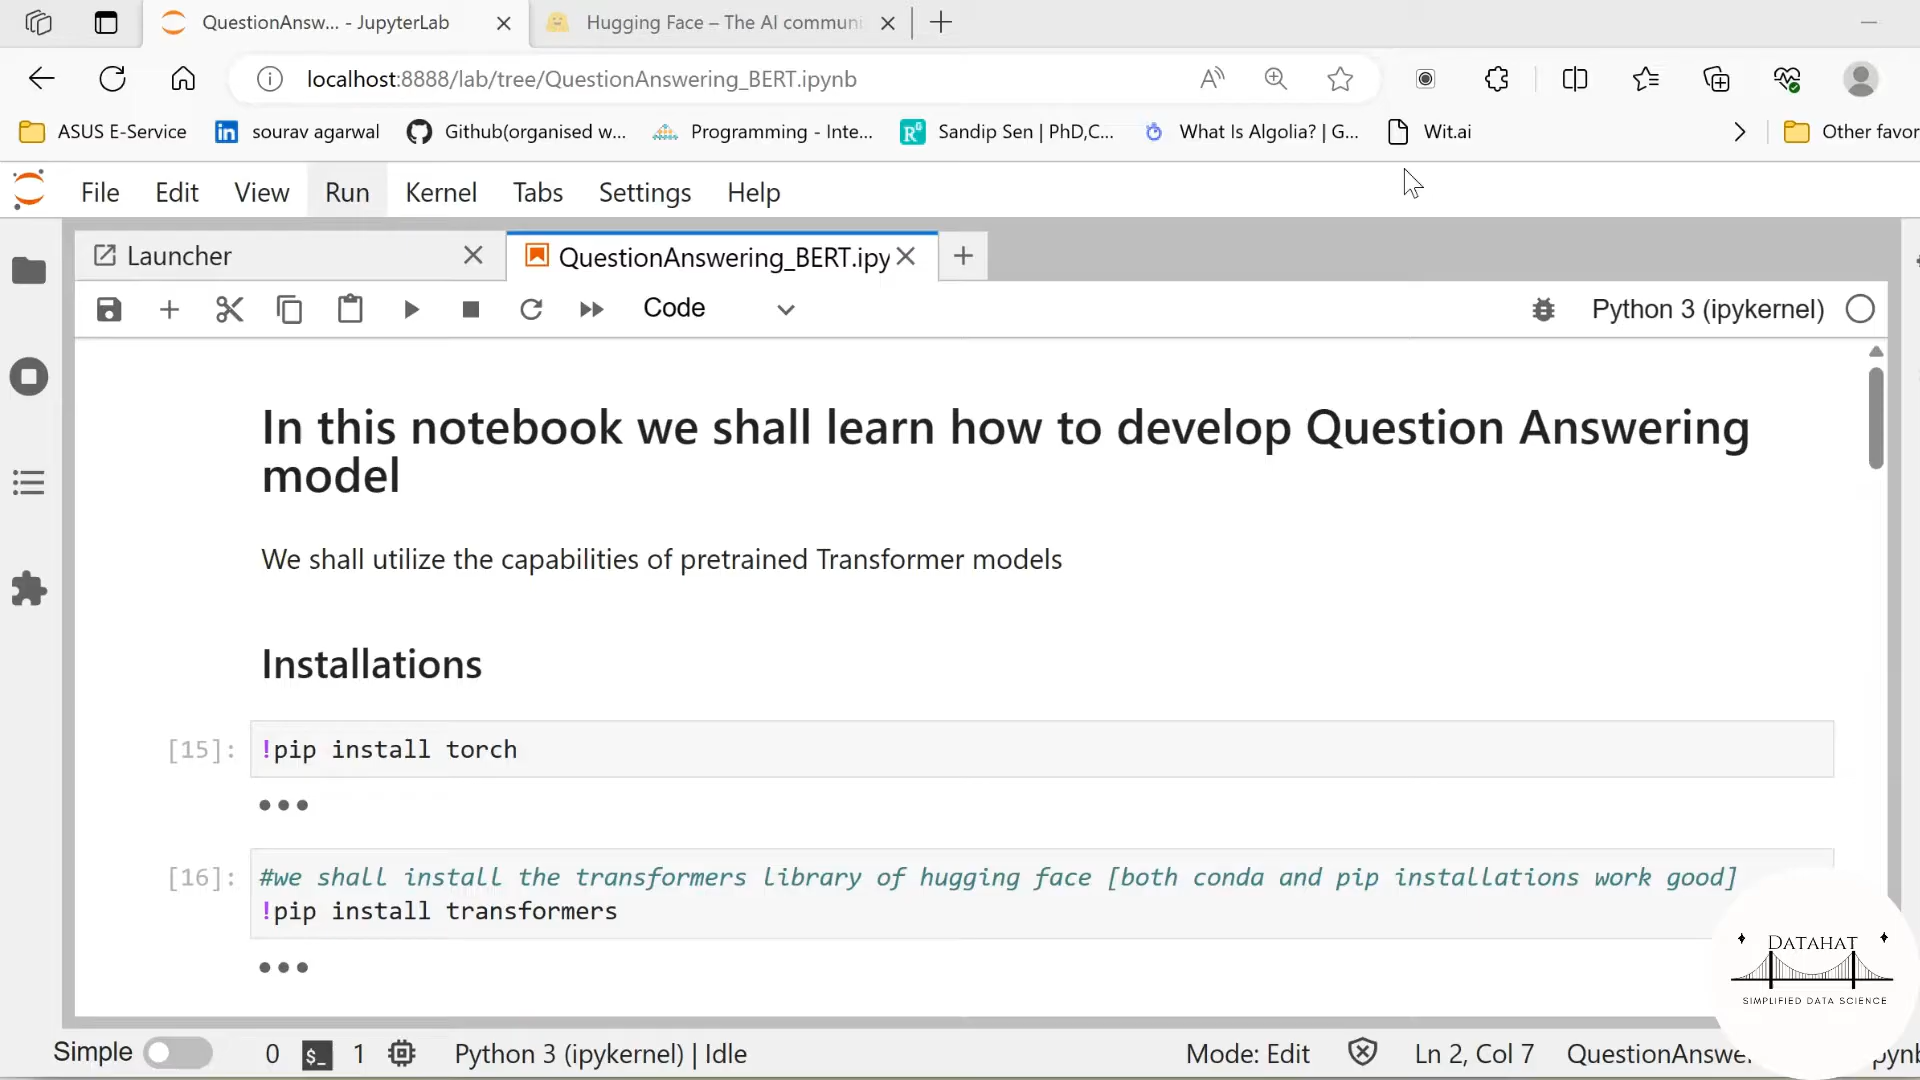 QuestionAnsw... - JupyterLab
Hugging Face – The AI communi
localhost:8888/lab/tree/QuestionAnswering_BERT.ipynb
ASUS E-Service
sourav agarwal
Github(organised w...
Programming - Inte...
Sandip Sen | PhD,C...
What Is Algolia? | G...
Wit.ai
Other favor
File Edit View Run Kernel Tabs Settings Help
Launcher
QuestionAnswering_BERT.ipy
Code
Python 3 (ipykernel)
In this notebook we shall learn how to develop Question Answering
model
We shall utilize the capabilities of pretrained Transformer models
Installations
[15]: !pip install torch
[16]: #we shall install the transformers library of hugging face [both conda and pip installations work good]
!pip install transformers
DATAHAT
SIMPLIFIED DATA SCIENCE
Simple 0 $_ 1 Python 3 (ipykernel) | Idle Mode: Edit Ln 2, Col 7 QuestionAnswe